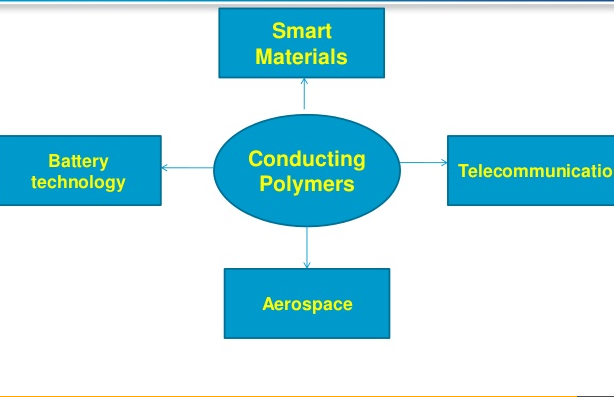 Smart
Materials
Battery
technology
Conducting
Polymers
Telecommunicatio
Aerospace